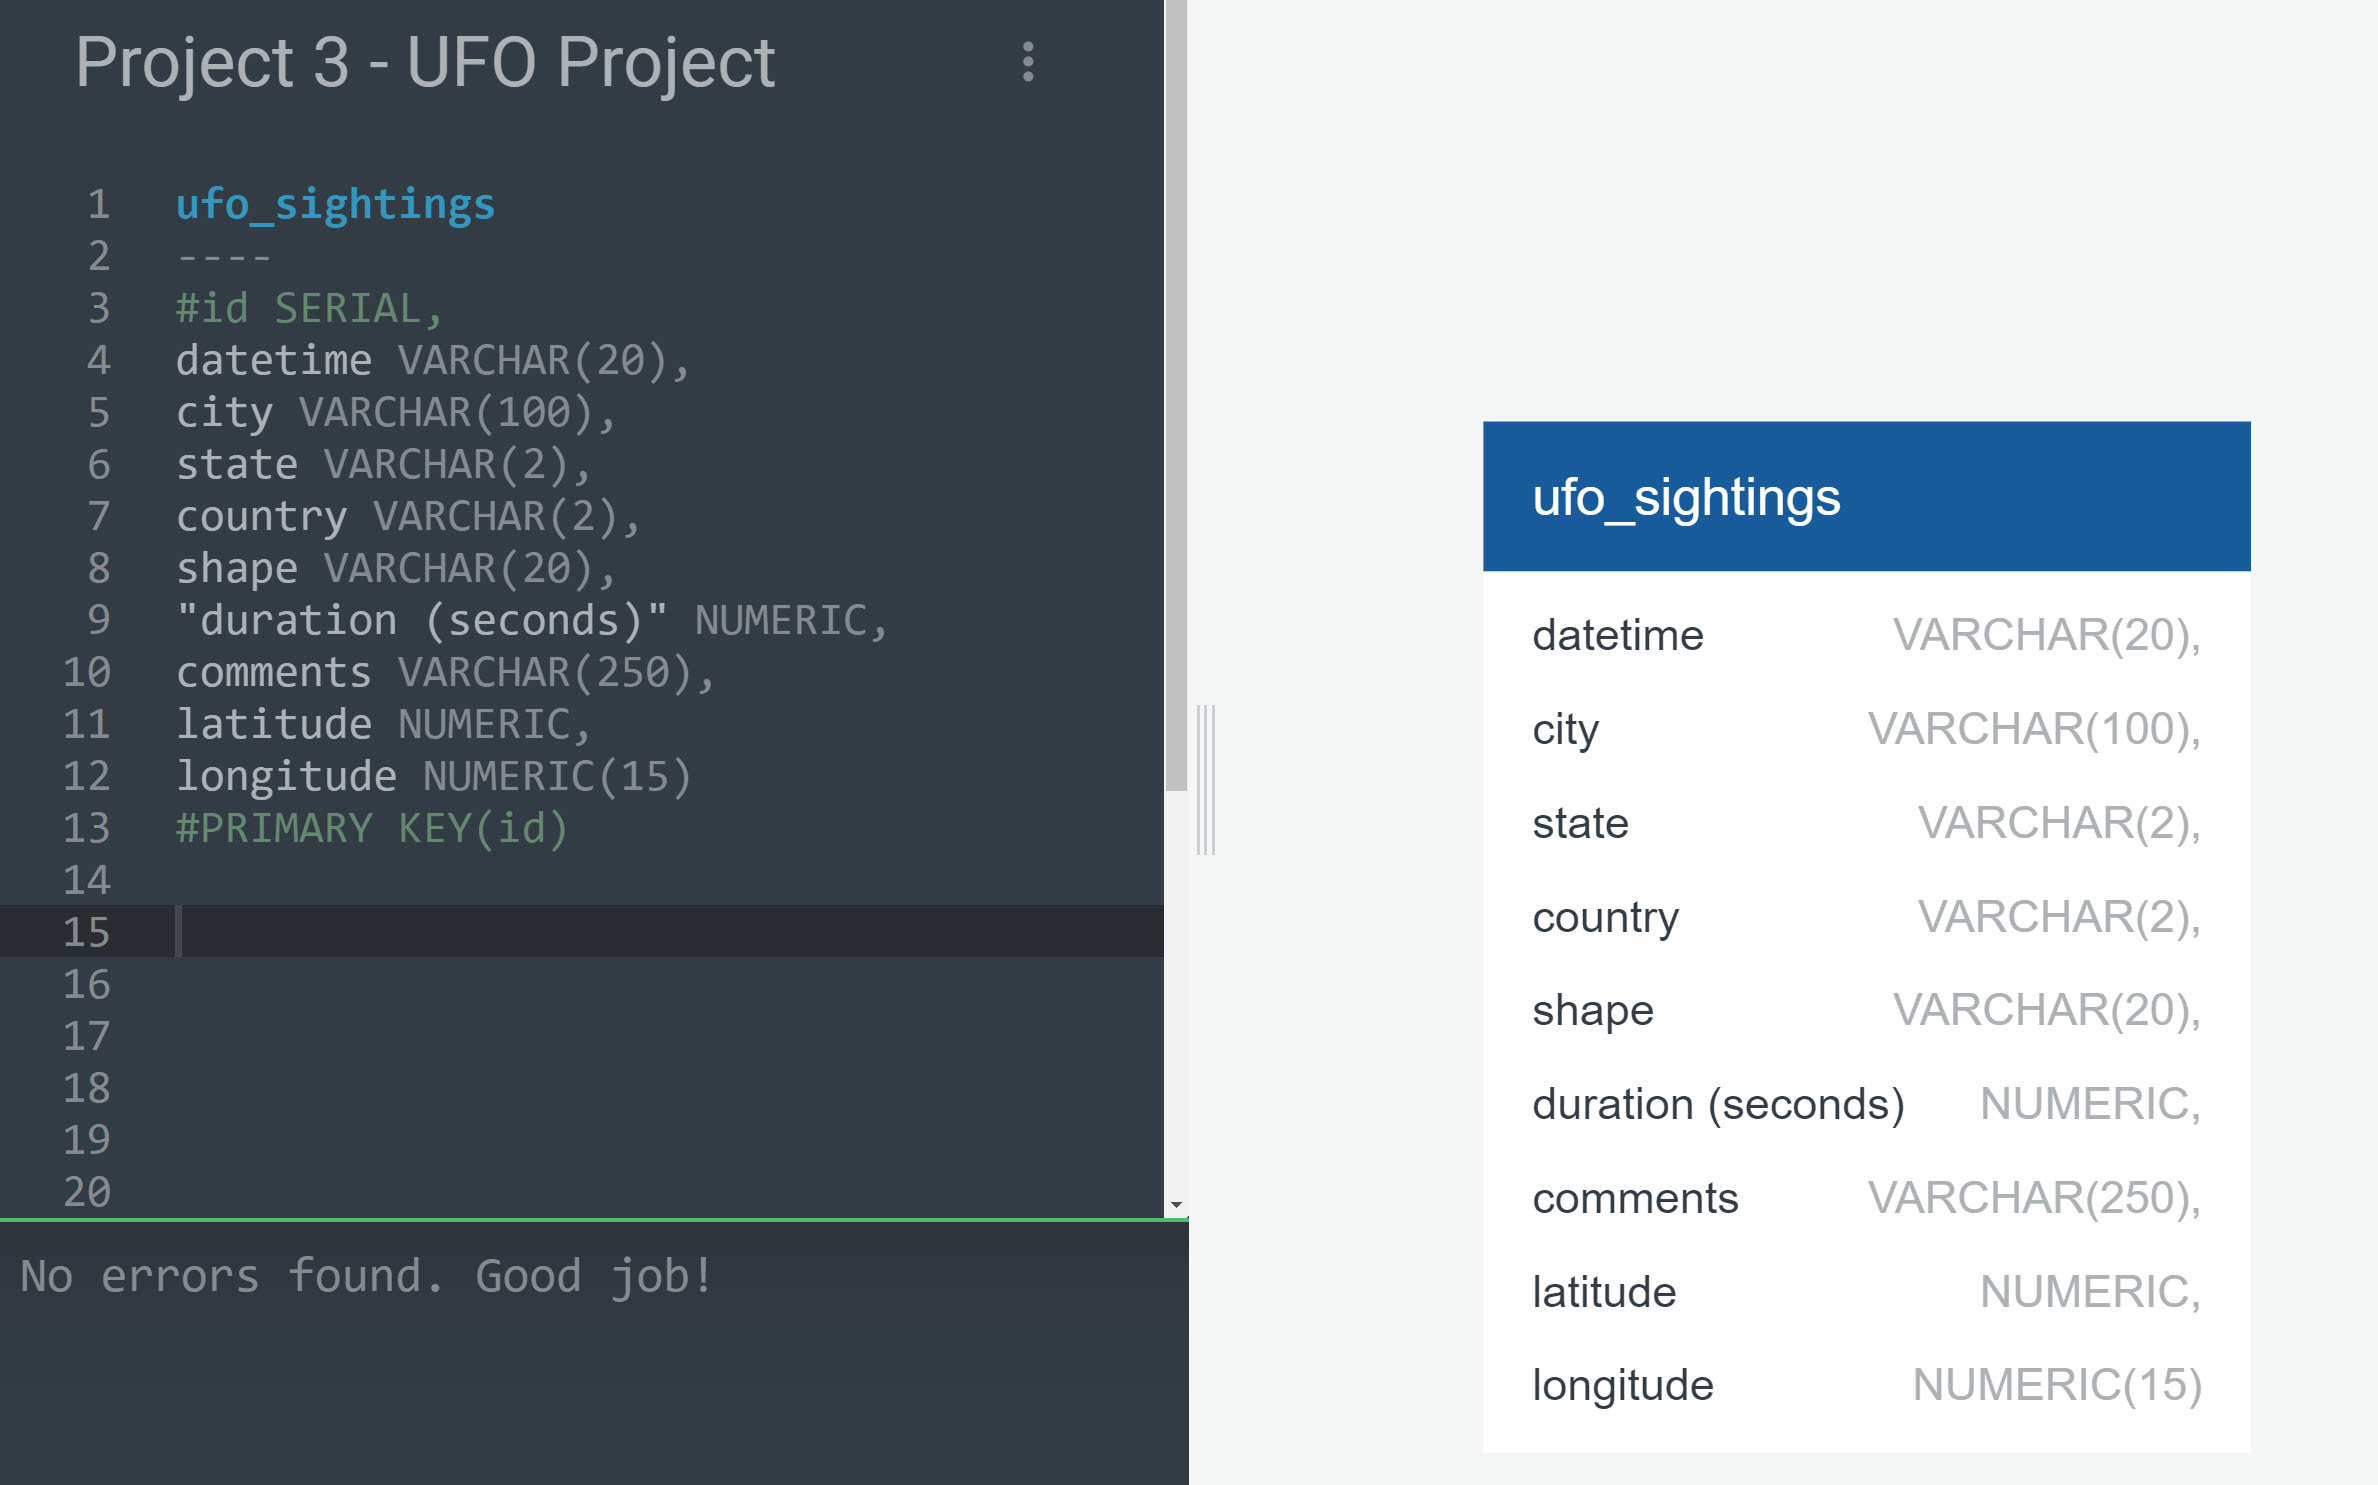 Project 3 - UFO Project
1 ufo_sightings
2 ----
3 #id SERIAL,
4 datetime VARCHAR(20),
5 city VARCHAR(100),
6 state VARCHAR(2),
7 country VARCHAR(2),
8 shape VARCHAR(20),
9 "duration (seconds)" NUMERIC,
10 comments VARCHAR(250),
11 latitude NUMERIC,
12 longitude NUMERIC(15)
13 #PRIMARY KEY(id)
14
15
16
17
18
19
20
No errors found. Good job!
ufo_sightings
datetime VARCHAR(20),
city VARCHAR(100),
state VARCHAR(2),
country VARCHAR(2),
shape VARCHAR(20),
duration (seconds) NUMERIC,
comments VARCHAR(250),
latitude NUMERIC,
longitude NUMERIC(15)